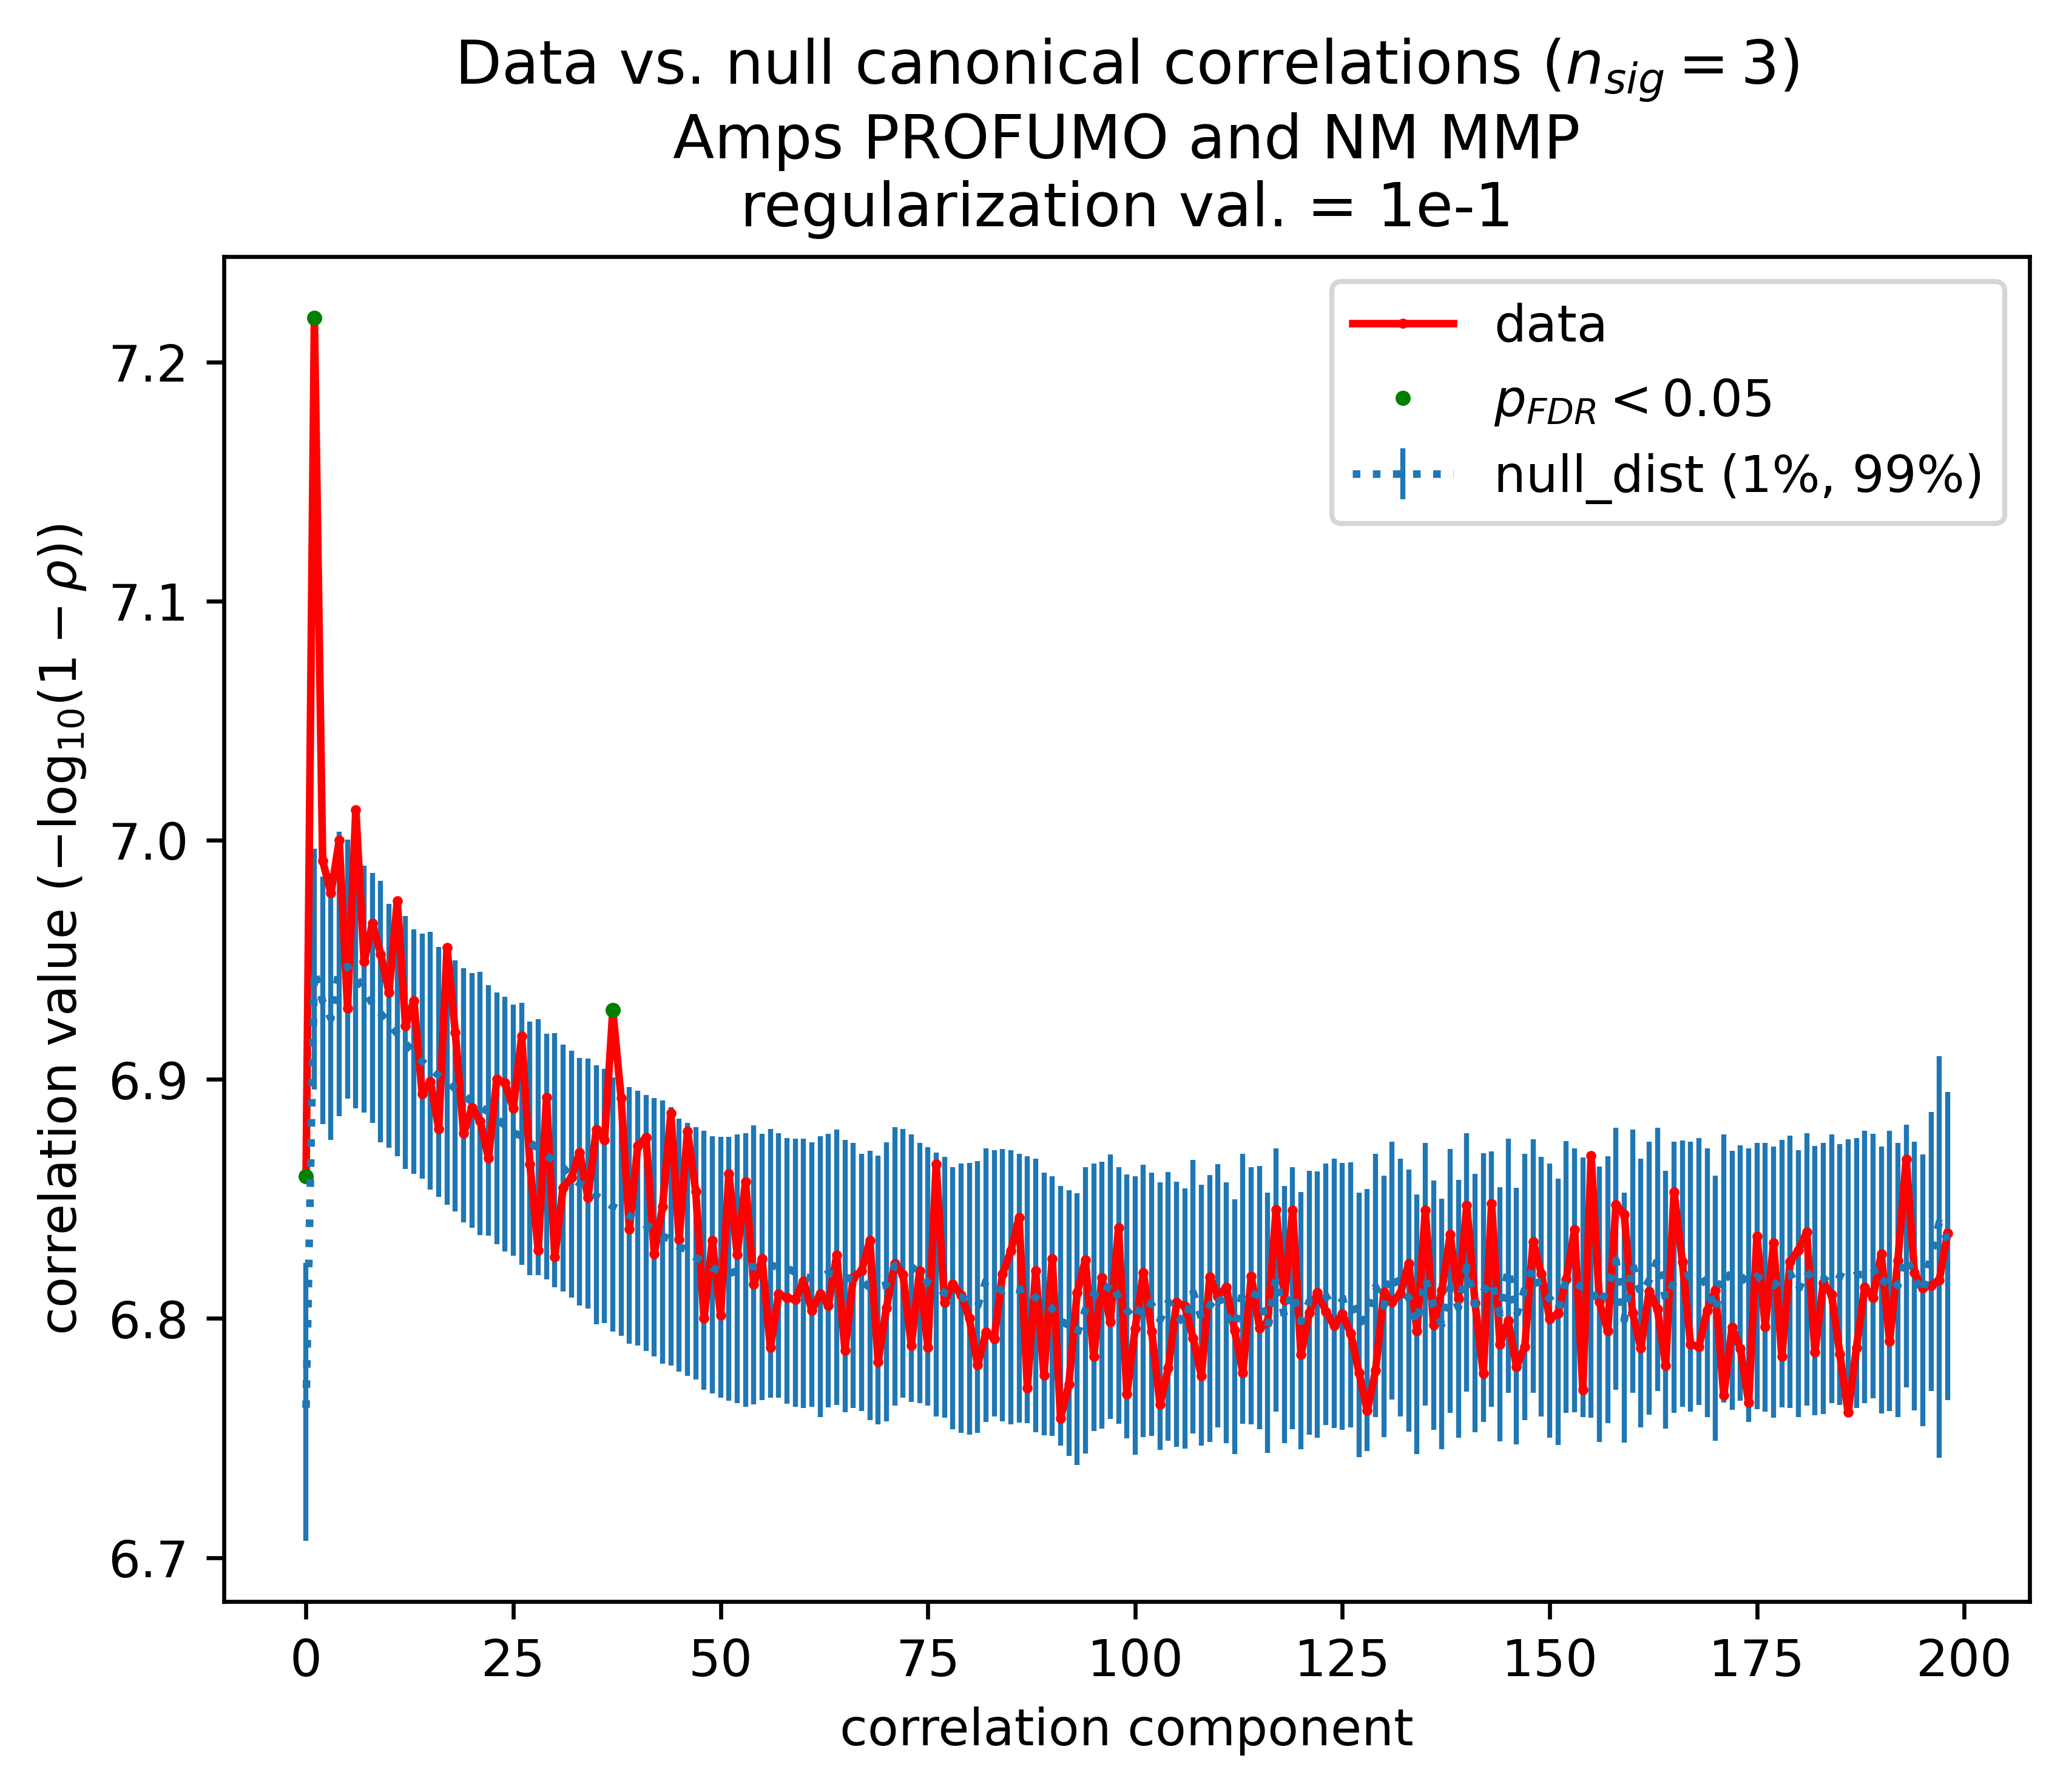 Data vs. null canonical correlations (n_sig = 3)
Amps PROFUMO and NM MMP
regularization val. = 1e-1
data
p_FDR < 0.05
null_dist (1%, 99%)
correlation value (−log₁₀(1 − ρ))
7.2
7.1
7.0
6.9
6.8
6.7
0 25 50 75 100 125 150 175 200
correlation component